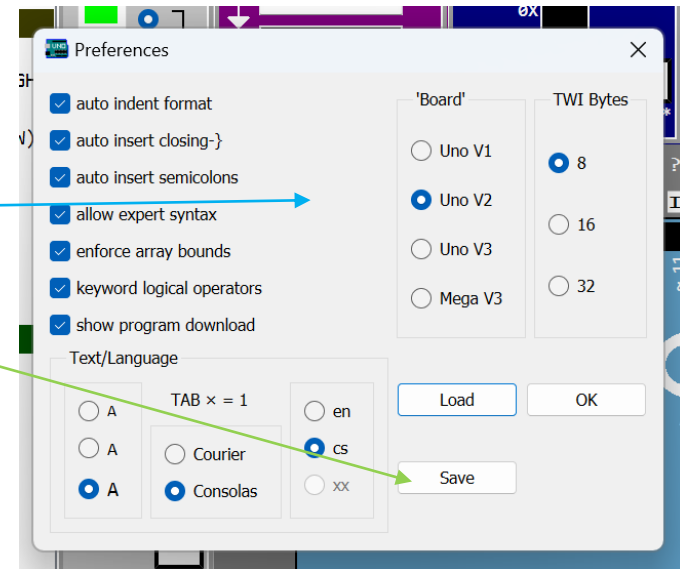 0X
UNO Preferences
auto indent format
auto insert closing-}
auto insert semicolons
allow expert syntax
enforce array bounds
keyword logical operators
show program download
'Board'
Uno V1
Uno V2
Uno V3
Mega V3
TWI Bytes
8
16
32
Text/Language
A
A
A
TAB × = 1
Courier
Consolas
en
cs
xx
Load
OK
Save